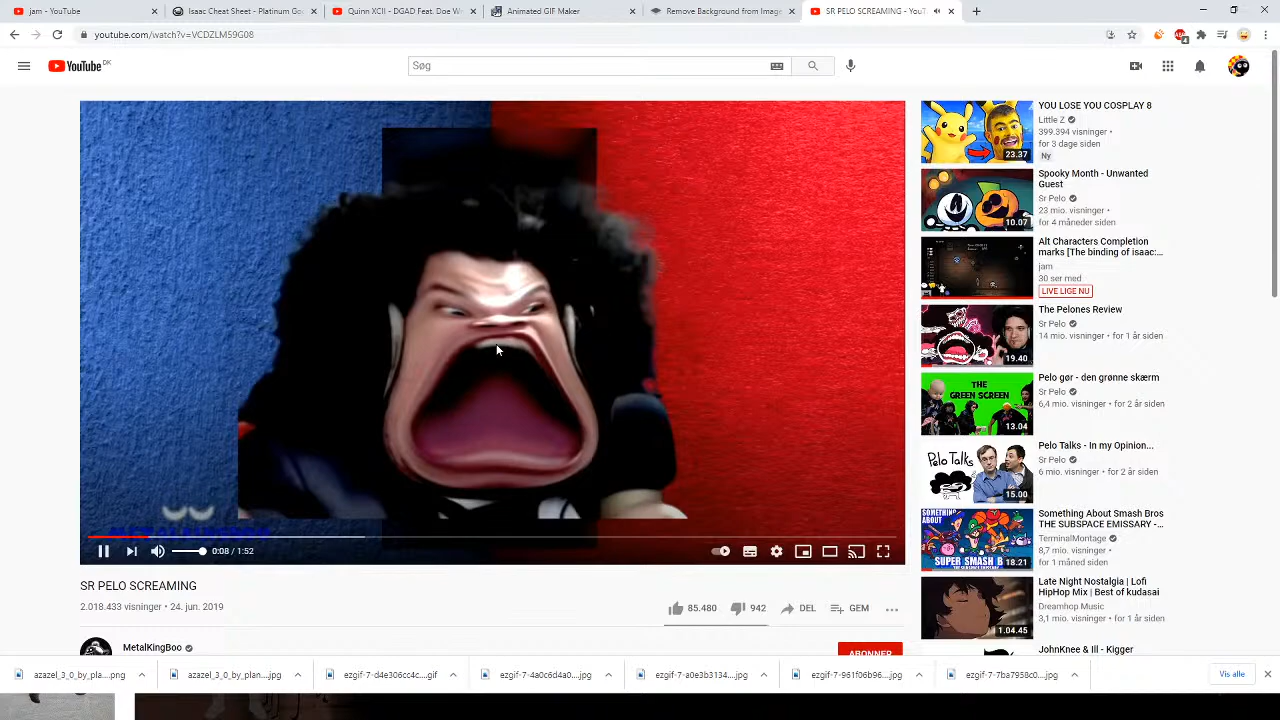 jam - YouTube
Isaac Cheat Sheet - Platinum Go
Quinn XCII - DGAD Feat. Doe W
Animated GIF Maker
Remove Background from Image
SR PELO SCREAMING - YouT
youtube.com/watch?v=VCDZLM59G08
YouTube DK
Søg
YOU LOSE YOU COSPLAY 8
Little Z
399.394 visninger •
for 3 dage siden
Ny
23.37
Spooky Month - Unwanted
Guest
Sr Pelo
23 mio. visninger •
for 4 måneder siden
10.07
Alt Characters Completion
marks [The binding of isaac:...
jam
30 ser med
LIVE LIGE NU
The Pelones Review
Sr Pelo
14 mio. visninger • for 1 år siden
19.40
Pelo gør - den grønne skærm
Sr Pelo
6,4 mio. visninger • for 2 år siden
THE
GREEN SCREEN
13.04
Pelo Talks - In my Opinion...
Sr Pelo
6 mio. visninger • for 2 år siden
Pelo Talks
15.00
Something About Smash Bros
THE SUBSPACE EMISSARY -...
TerminalMontage
8,7 mio. visninger •
for 1 måned siden
SOMETHING
ABOUT
SUPER SMASH B
18.21
Late Night Nostalgia | Lofi
HipHop Mix | Best of kudasai
Dreamhop Music
3,1 mio. visninger • for 1 år siden
1.04.45
JohnKnee & Ill - Kigger
0:08 / 1:52
SR PELO SCREAMING
2.018.433 visninger • 24. jun. 2019
85.480
942
DEL
GEM
MetalKingBoo
ABONNER
azazel_3_0_by_pla....png
azazel_3_0_by_plan....jpg
ezgif-7-d4e306cc4c....gif
ezgif-7-4a0c6d4a0....jpg
ezgif-7-a0e3b3134....jpg
ezgif-7-961f06b96....jpg
ezgif-7-7ba7958c0....jpg
Vis alle